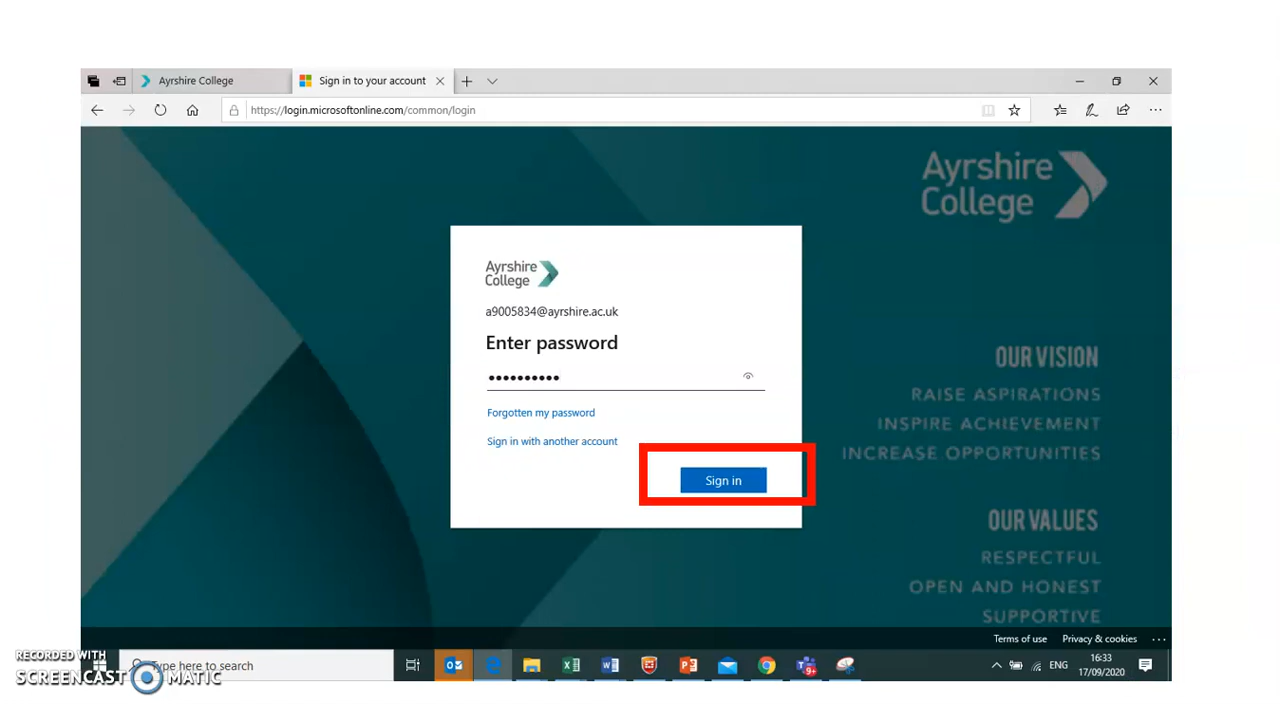 Ayrshire College
Sign in to your account
https://login.microsoftonline.com/common/login
Ayrshire
College
Ayrshire
College
a9005834@ayrshire.ac.uk
Enter password
Forgotten my password
Sign in with another account
Sign in
OUR VISION
RAISE ASPIRATIONS
INSPIRE ACHIEVEMENT
INCREASE OPPORTUNITIES
OUR VALUES
RESPECTFUL
OPEN AND HONEST
SUPPORTIVE
Terms of use Privacy & cookies
RECORDED WITH
SCREENCAST MATIC
Type here to search
9+
ENG
16:33
17/09/2020